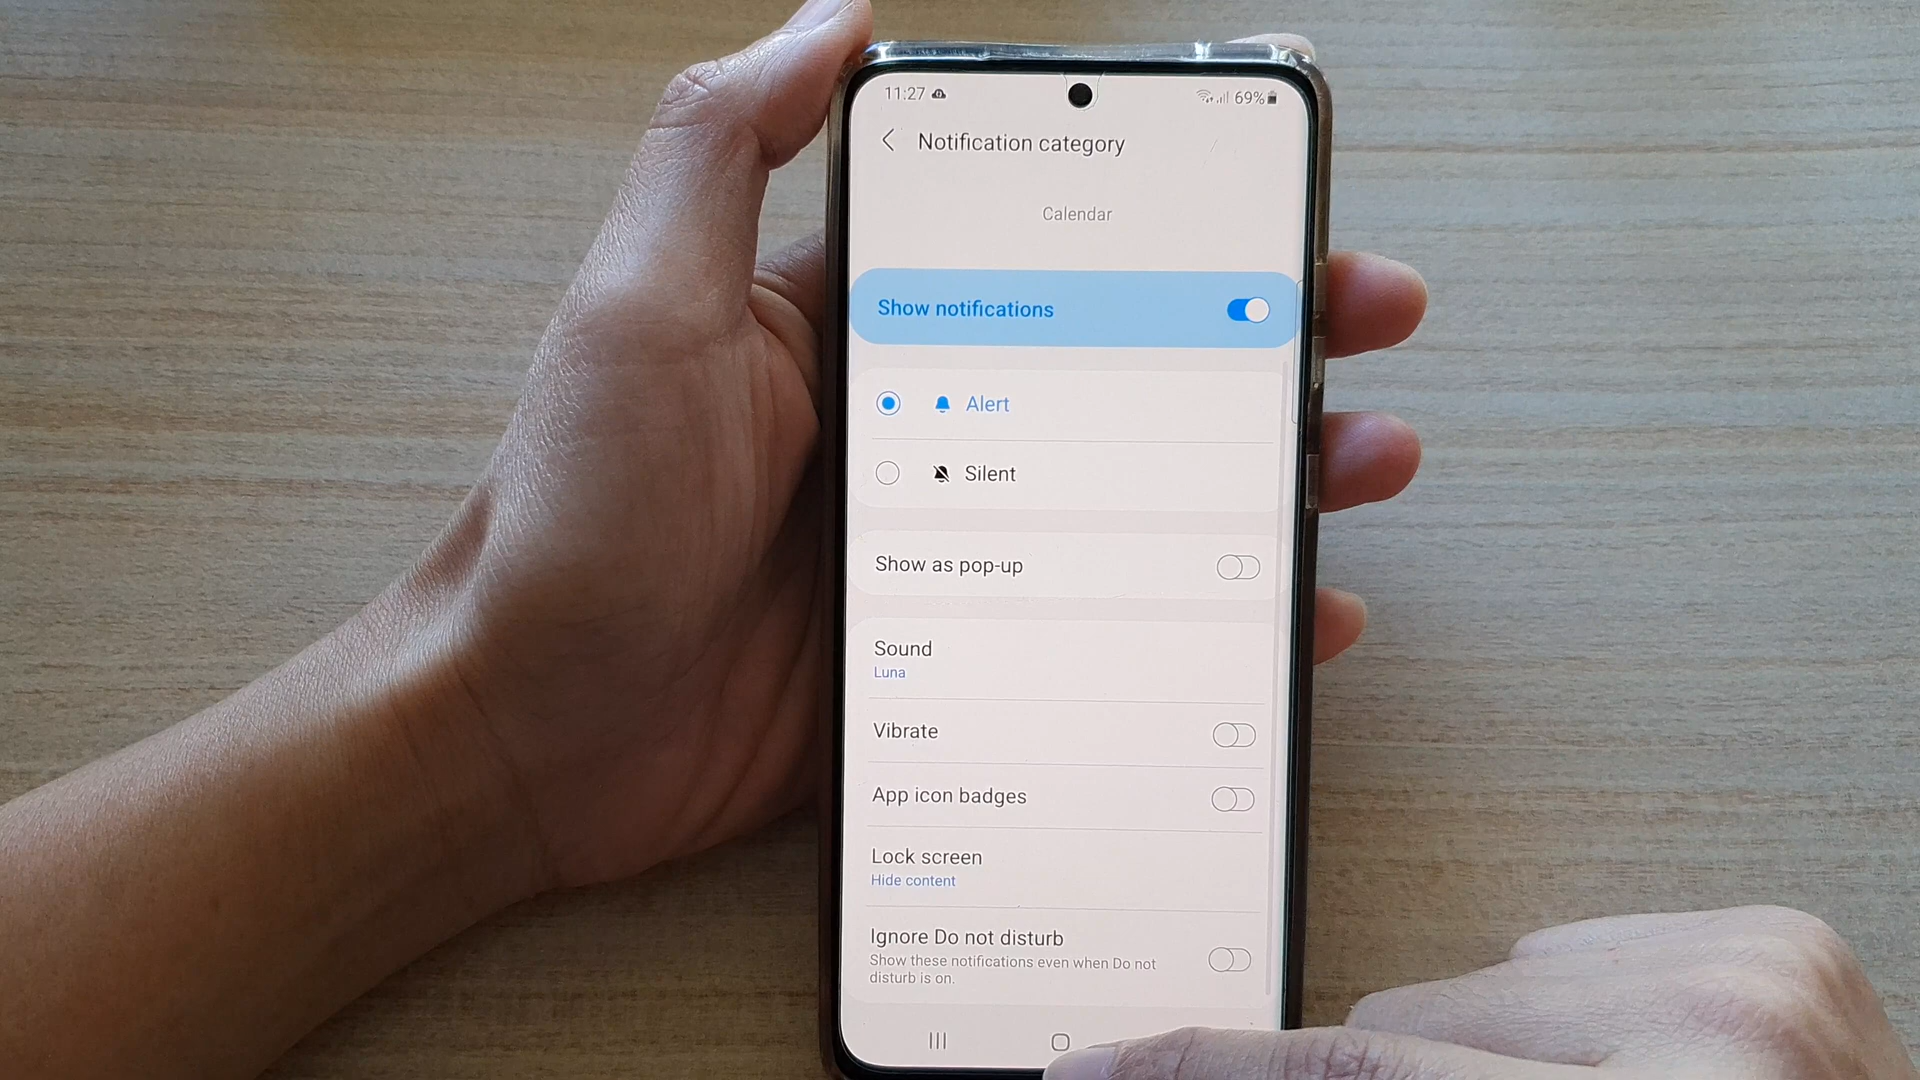 11:27
69%
Notification category
Calendar
Show notifications
Alert
Silent
Show as pop-up
Sound
Luna
Vibrate
App icon badges
Lock screen
Hide content
Ignore Do not disturb
Show these notifications even when Do not
disturb is on.